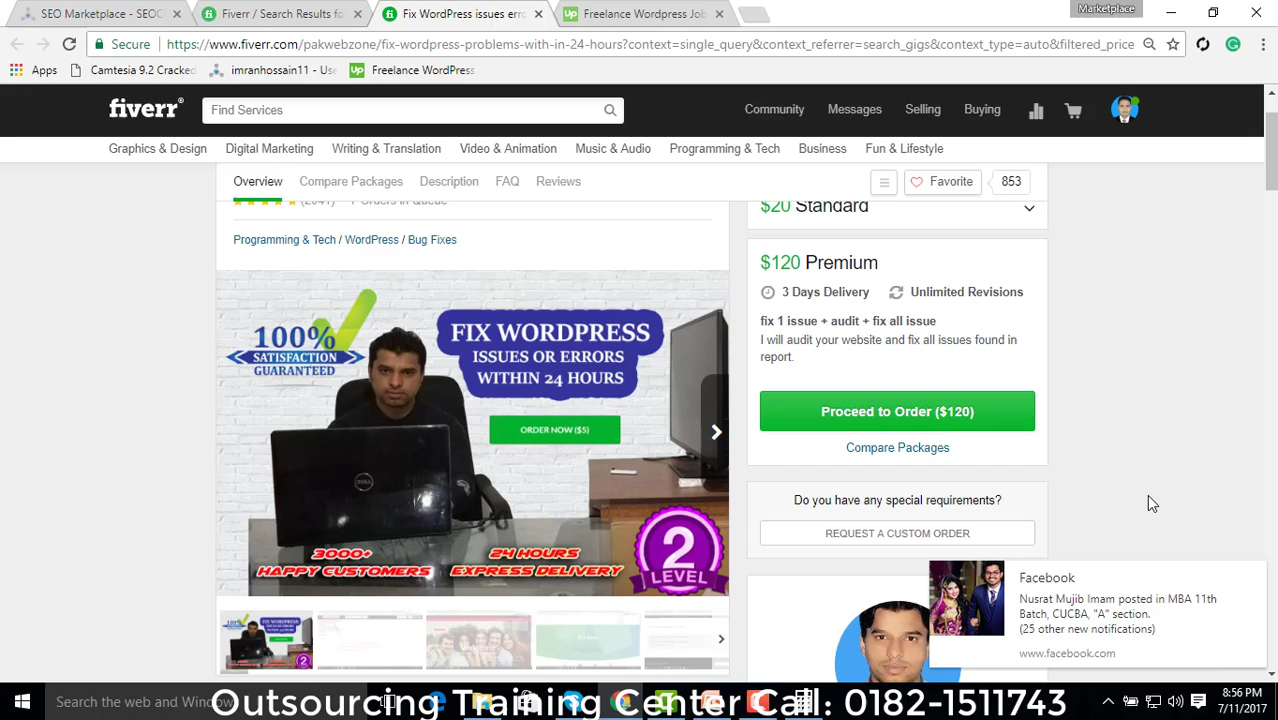 Marketplace
SEO Marketplace - SEOC
Fiverr / Search Results fo
Fix WordPress issues erro
Freelance Wordpress Job
Secure
https://www.fiverr.com/pakwebzone/fix-wordpress-problems-with-in-24-hours?context=single_query&context_referrer=search_gigs&context_type=auto&filtered_price
Apps
Camtesia 9.2 Cracked
imranhossain11 - Use
Freelance WordPress
fiverr®
Find Services
Community
Messages
Selling
Buying
Graphics & Design
Digital Marketing
Writing & Translation
Video & Animation
Music & Audio
Programming & Tech
Business
Fun & Lifestyle
Overview
Compare Packages
Description
FAQ
Reviews
Favorite
853
$20 Standard
Programming & Tech / WordPress / Bug Fixes
$120 Premium
3 Days Delivery
Unlimited Revisions
fix 1 issue + audit + fix all issue
I will audit your website and fix all issues found in
report.
Proceed to Order ($120)
Compare Packages
Do you have any special requirements?
REQUEST A CUSTOM ORDER
100%
SATISFACTION
GUARANTEED
FIX WORDPRESS
ISSUES OR ERRORS
WITHIN 24 HOURS
ORDER NOW ($5)
DELL
3000+
HAPPY CUSTOMERS
24 HOURS
EXPRESS DELIVERY
2
LEVEL
Facebook
Nusrat Mujib Imam posted in MBA 11th
Batch, CUCBA, "A" section.
(25 other new notifications)
www.facebook.com
Search the web and Windows
Outsourcing Training Center Call: 0182-1511743
8:56 PM
7/11/2017